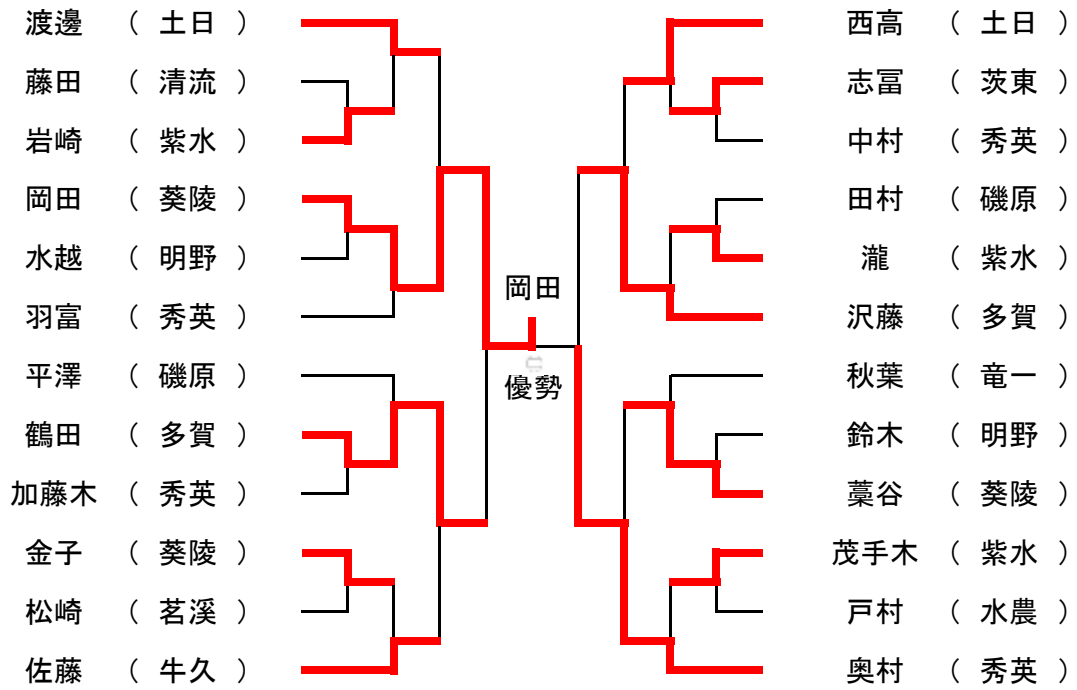 渡邊 （ 土日 ）
藤田 （ 清流 ）
岩崎 （ 紫水 ）
岡田 （ 葵陵 ）
水越 （ 明野 ）
羽富 （ 秀英 ）
平澤 （ 磯原 ）
鶴田 （ 多賀 ）
加藤木 （ 秀英 ）
金子 （ 葵陵 ）
松崎 （ 茗溪 ）
佐藤 （ 牛久 ）
岡田
優勢
西高 （ 土日 ）
志冨 （ 茨東 ）
中村 （ 秀英 ）
田村 （ 磯原 ）
瀧 （ 紫水 ）
沢藤 （ 多賀 ）
秋葉 （ 竜一 ）
鈴木 （ 明野 ）
藁谷 （ 葵陵 ）
茂手木 （ 紫水 ）
戸村 （ 水農 ）
奥村 （ 秀英 ）